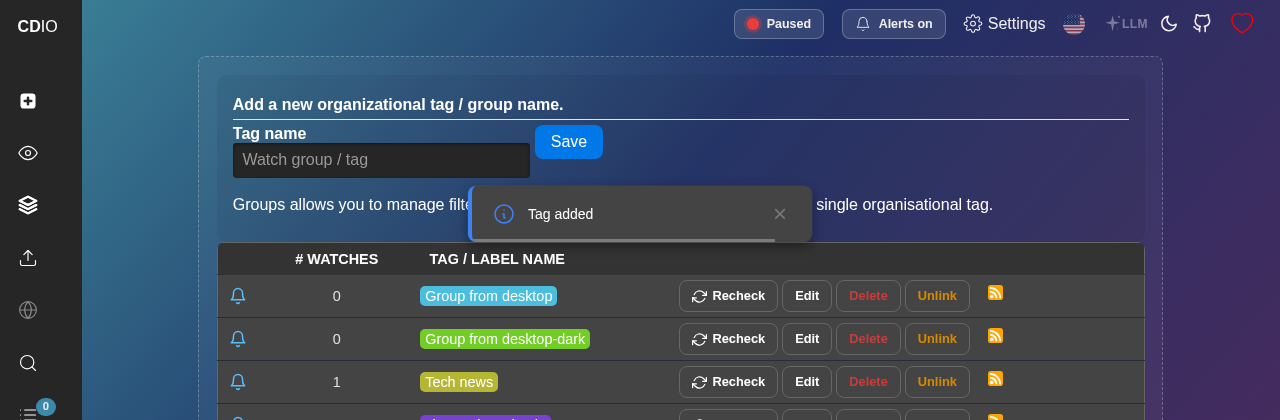 CDIO
Paused
Alerts on
Settings
LLM
Add a new organizational tag / group name.
Tag name
Watch group / tag
Save
Groups allows you to manage
single organisational tag.
Tag added
# WATCHES TAG / LABEL NAME
0 Group from desktop Recheck Edit Delete Unlink
0 Group from desktop-dark Recheck Edit Delete Unlink
1 Tech news Recheck Edit Delete Unlink
0